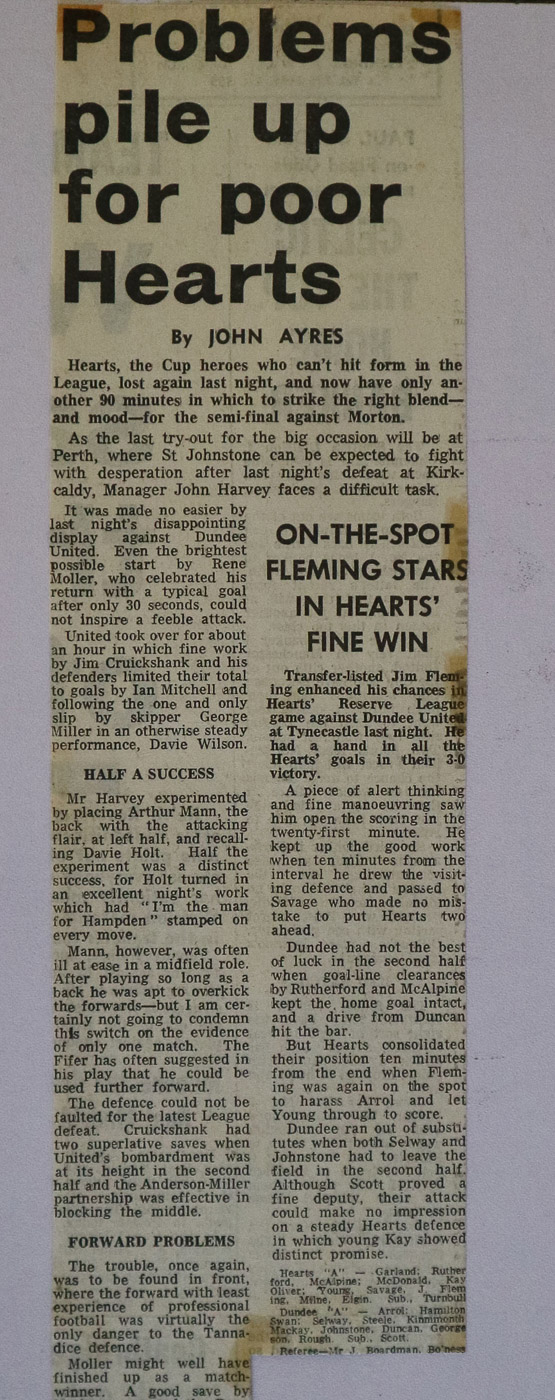 Problems
pile up
for poor
Hearts
By JOHN AYRES
Hearts, the Cup heroes who can't hit form in the
League, lost again last night, and now have only an-
other 90 minutes in which to strike the right blend—
and mood—for the semi-final against Morton.
As the last try-out for the big occasion will be at
Perth, where St Johnstone can be expected to fight
with desperation after last night's defeat at Kirk-
caldy, Manager John Harvey faces a difficult task.
It was made no easier by
last night's disappointing
display against Dundee
United. Even the brightest
possible start by Rene
Moller, who celebrated his
return with a typical goal
after only 30 seconds, could
not inspire a feeble attack.
United took over for about
an hour in which fine work
by Jim Cruickshank and his
defenders limited their total
to goals by Ian Mitchell and
following the one and only
slip by skipper George
Miller in an otherwise steady
performance, Davie Wilson.
HALF A SUCCESS
Mr Harvey experimented
by placing Arthur Mann, the
back with the attacking
flair, at left half, and recall-
ing Davie Holt. Half the
experiment was a distinct
success, for Holt turned in
an excellent night's work
which had "I'm the man
for Hampden" stamped on
every move.
Mann, however, was often
ill at ease in a midfield role.
After playing so long as a
back he was apt to overkick
the forwards—but I am cer-
tainly not going to condemn
this switch on the evidence
of only one match. The
Fifer has often suggested in
his play that he could be
used further forward.
The defence could not be
faulted for the latest League
defeat. Cruickshank had
two superlative saves when
United's bombardment was
at its height in the second
half and the Anderson-Miller
partnership was effective in
blocking the middle.
FORWARD PROBLEMS
The trouble, once again,
was to be found in front,
where the forward with least
experience of professional
football was virtually the
only danger to the Tanna-
dice defence.
Moller might well have
finished up as a match-
winner. A good save by
ON-THE-SPOT
FLEMING STARS
IN HEARTS'
FINE WIN
Transfer-listed Jim Flem-
ing enhanced his chances in
Hearts' Reserve League
game against Dundee United
at Tynecastle last night. He
had a hand in all the
Hearts' goals in their 3-0
victory.
A piece of alert thinking
and fine manoeuvring saw
him open the scoring in the
twenty-first minute. He
kept up the good work
when ten minutes from the
interval he drew the visit-
ing defence and passed to
Savage who made no mis-
take to put Hearts two
ahead.
Dundee had not the best
of luck in the second half
when goal-line clearances
by Rutherford and McAlpine
kept the home goal intact,
and a drive from Duncan
hit the bar.
But Hearts consolidated
their position ten minutes
from the end when Flem-
ing was again on the spot
to harass Arrol and let
Young through to score.
Dundee ran out of substi-
tutes when both Selway and
Johnstone had to leave the
field in the second half.
Although Scott proved a
fine deputy, their attack
could make no impression
on a steady Hearts defence
in which young Kay showed
distinct promise.
Hearts "A" — Garland; Ruther
ford, McAlpine; McDonald, Kay
Oliver; Young, Savage, J. Flem
ing, Milne, Elgin. Sub., Turnbull
Dundee "A" — Arrol; Hamilton
Swan; Selway, Steele, Kinnimonth
Mackay, Johnstone, Duncan, George
son, Rough. Sub., Scott.
Referee—Mr J. Boardman, Bo'ness